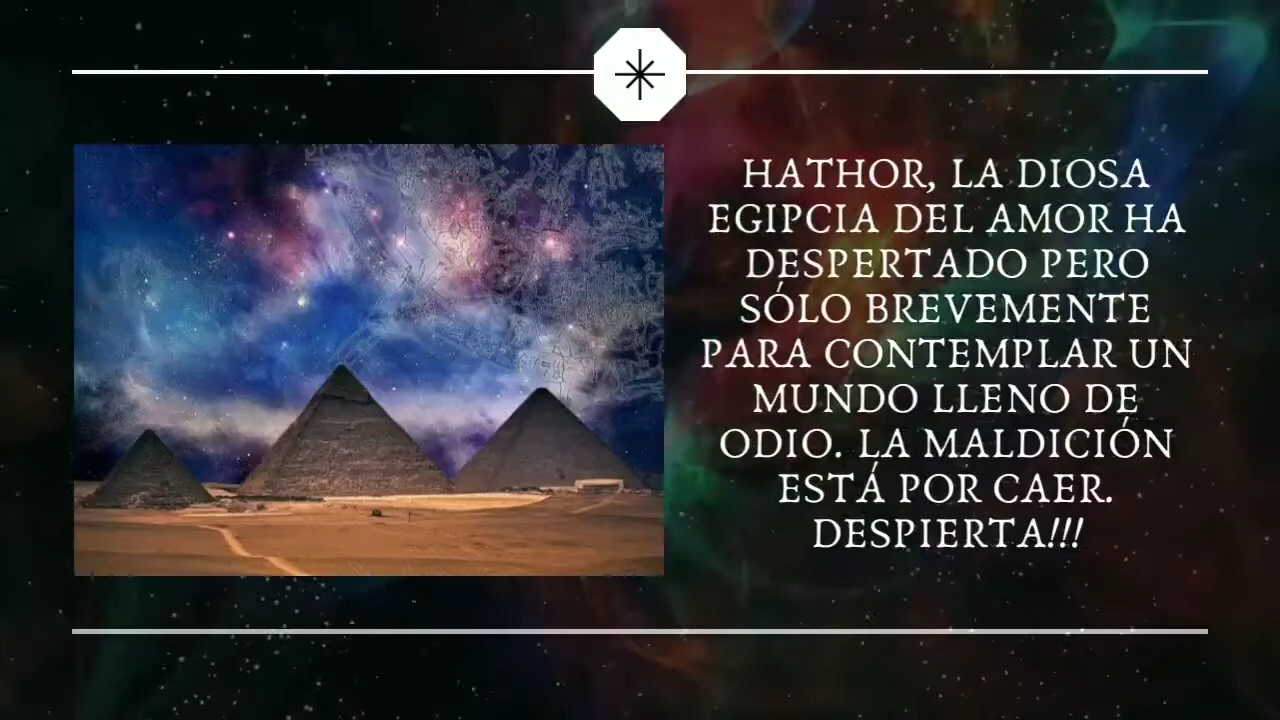 HATHOR, LA DIOSA
EGIPCIA DEL AMOR HA
DESPERTADO PERO
SÓLO BREVEMENTE
PARA CONTEMPLAR UN
MUNDO LLENO DE
ODIO. LA MALDICIÓN
ESTÁ POR CAER.
DESPIERTA!!!